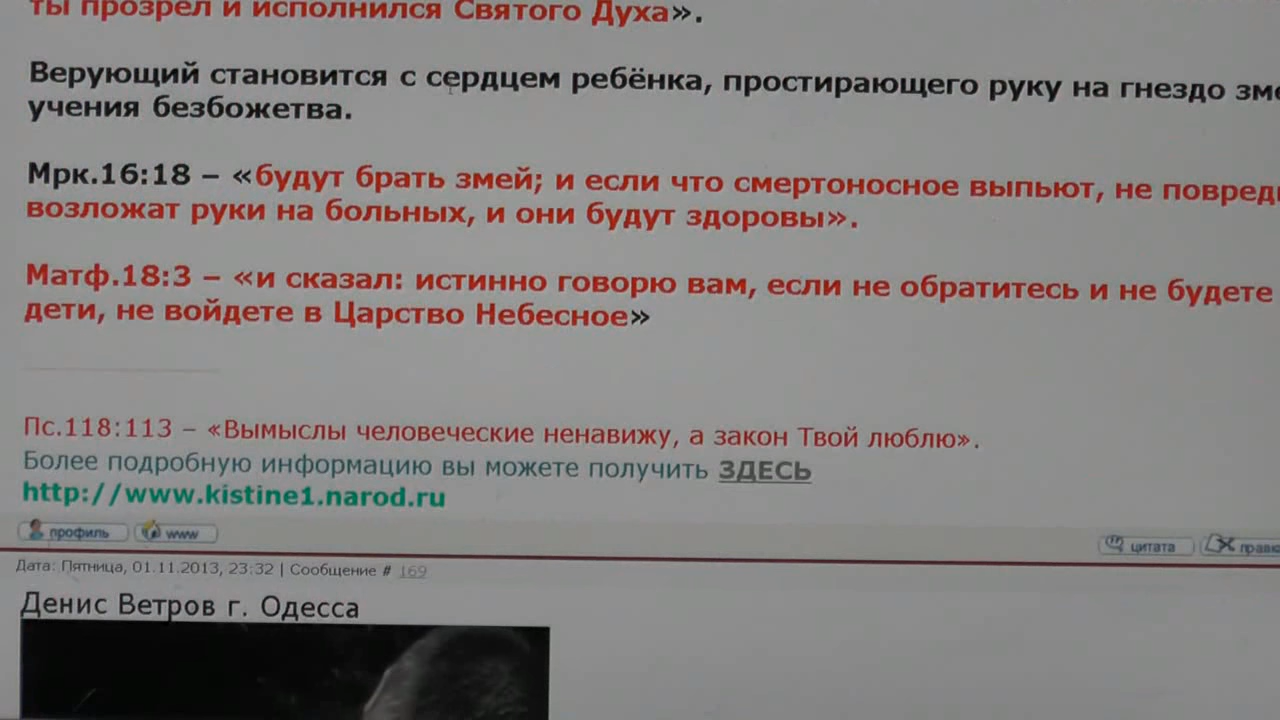 ты прозрел и исполнился Святого Духа».
Верующий становится с сердцем ребёнка, простирающего руку на гнездо
учения безбожетва.
Мрк.16:18 – «будут брать змей; и если что смертоносное выпьют, не
возложат руки на больных, и они будут здоровы».
Матф.18:3 – «и сказал: истинно говорю вам, если не обратитесь и не будете
дети, не войдете в Царство Небесное»
Пс.118:113 – «Вымыслы человеческие ненавижу, а закон Твой люблю».
Более подробную информацию вы можете получить ЗДЕСЬ
http://www.kistine1.narod.ru
профиль www цитата
Дата: Пятница, 01.11.2013, 23:32 | Сообщение # 169
Денис Ветров г. Одесса